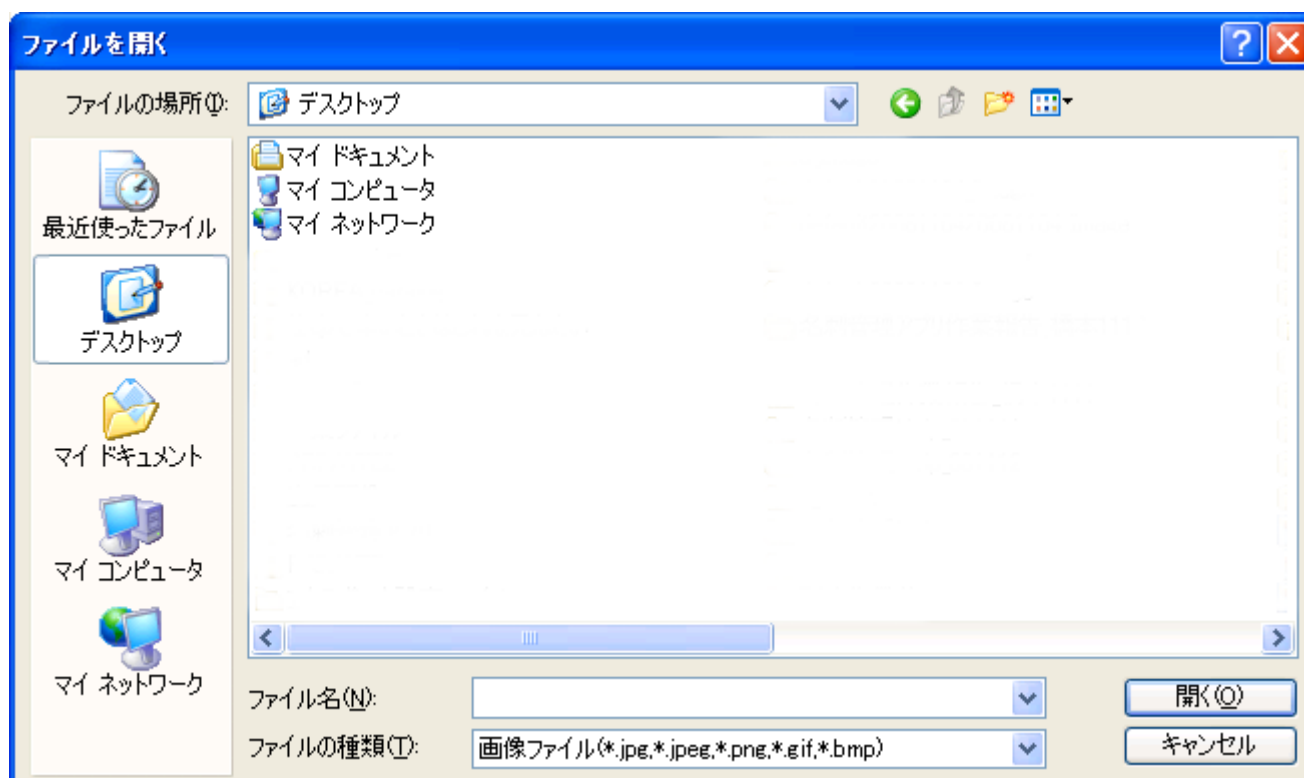 ファイルを開く
ファイルの場所(I):
デスクトップ
最近使ったファイル
デスクトップ
マイ ドキュメント
マイ コンピュータ
マイ ネットワーク
マイ ドキュメント
マイ コンピュータ
マイ ネットワーク
ファイル名(N):
開く(O)
ファイルの種類(T):
画像ファイル(*.jpg,*.jpeg,*.png,*.gif,*.bmp)
キャンセル